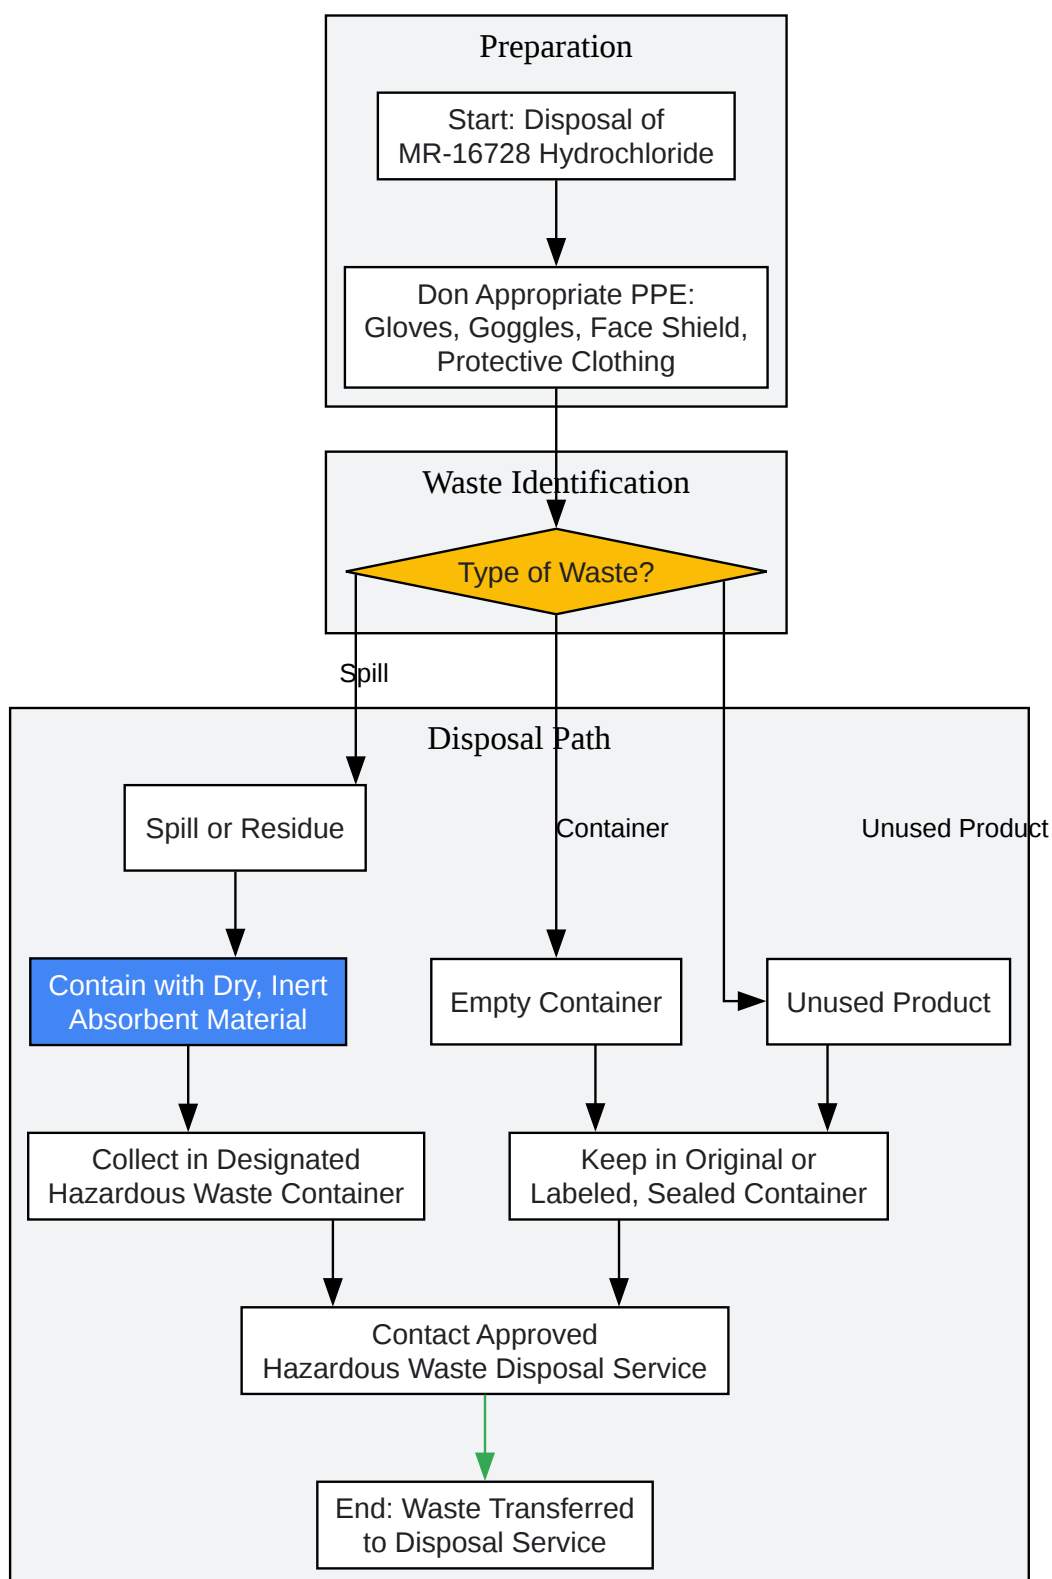 Preparation
Start: Disposal of
MR-16728 Hydrochloride
Don Appropriate PPE:
Gloves, Goggles, Face Shield,
Protective Clothing
Waste Identification
Type of Waste?
Spill
Disposal Path
Spill or Residue
Container
Unused Product
Contain with Dry, Inert
Absorbent Material
Empty Container
Unused Product
Collect in Designated
Hazardous Waste Container
Keep in Original or
Labeled, Sealed Container
Contact Approved
Hazardous Waste Disposal Service
End: Waste Transferred
to Disposal Service